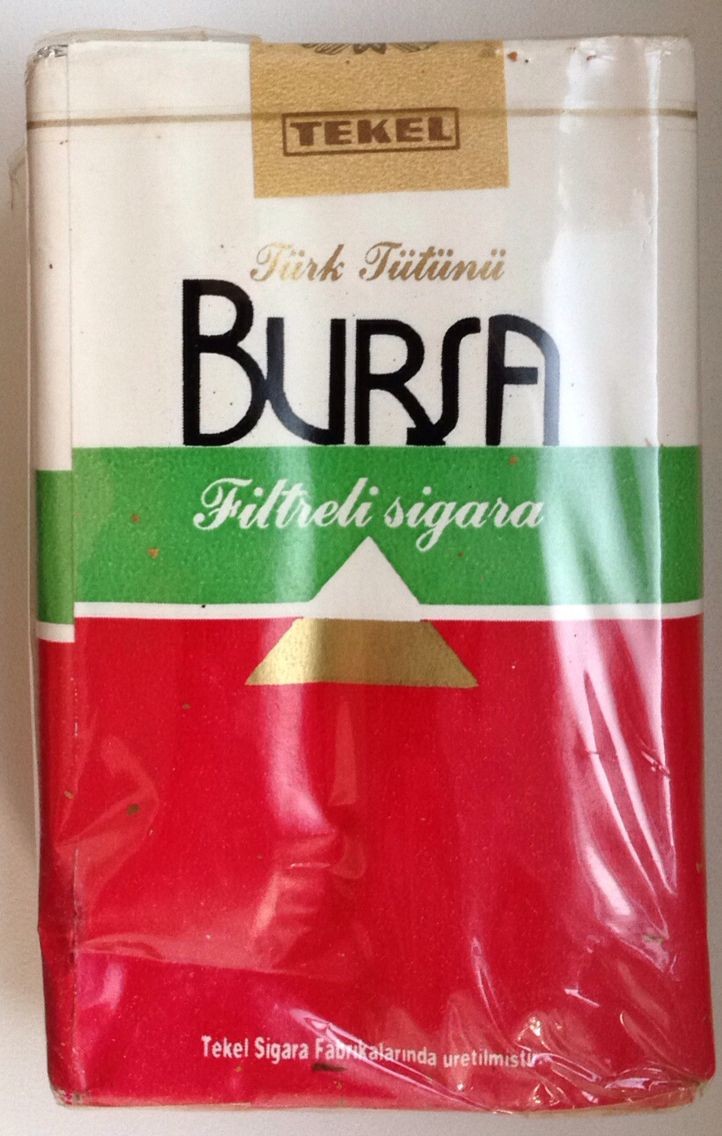 TEKEL
Türk Tütünü
BURSA
Filtreli sigara
Tekel Sigara Fabrikalarında uretilmiştir